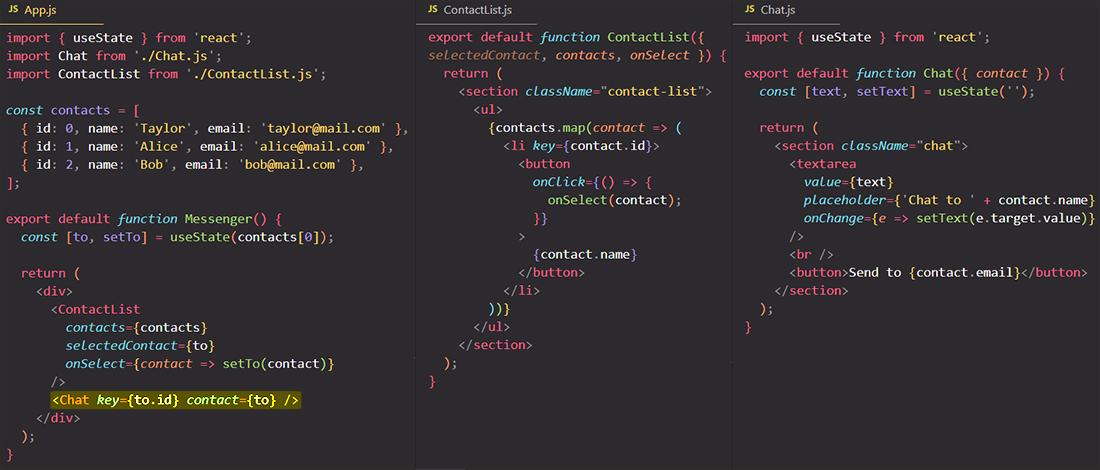 JS App.js
import { useState } from 'react';
import Chat from './Chat.js';
import ContactList from './ContactList.js';
const contacts = [
{ id: 0, name: 'Taylor', email: 'taylor@mail.com' },
{ id: 1, name: 'Alice', email: 'alice@mail.com' },
{ id: 2, name: 'Bob', email: 'bob@mail.com' },
];
export default function Messenger() {
const [to, setTo] = useState(contacts[0]);
return (
<div>
<ContactList
contacts={contacts}
selectedContact={to}
onSelect={contact => setTo(contact)}
/>
<Chat key={to.id} contact={to} />
</div>
);
}
JS ContactList.js
export default function ContactList({
selectedContact, contacts, onSelect }) {
return (
<section className="contact-list">
<ul>
{contacts.map(contact => (
<li key={contact.id}>
<button
onClick={() => {
onSelect(contact);
}}
>
{contact.name}
</button>
</li>
))}
</ul>
</section>
);
}
JS Chat.js
import { useState } from 'react';
export default function Chat({ contact }) {
const [text, setText] = useState('');
return (
<section className="chat">
<textarea
value={text}
placeholder={'Chat to ' + contact.name}
onChange={e => setText(e.target.value)}
/>
<br />
<button>Send to {contact.email}</button>
</section>
);
}